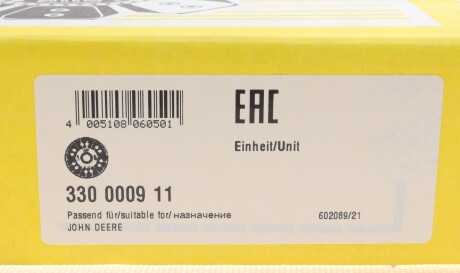 EAC
4 005108 060501
Einheit/Unit
330 0009 11
Passend für/suitable for/назначение
602089/21
JOHN DEERE